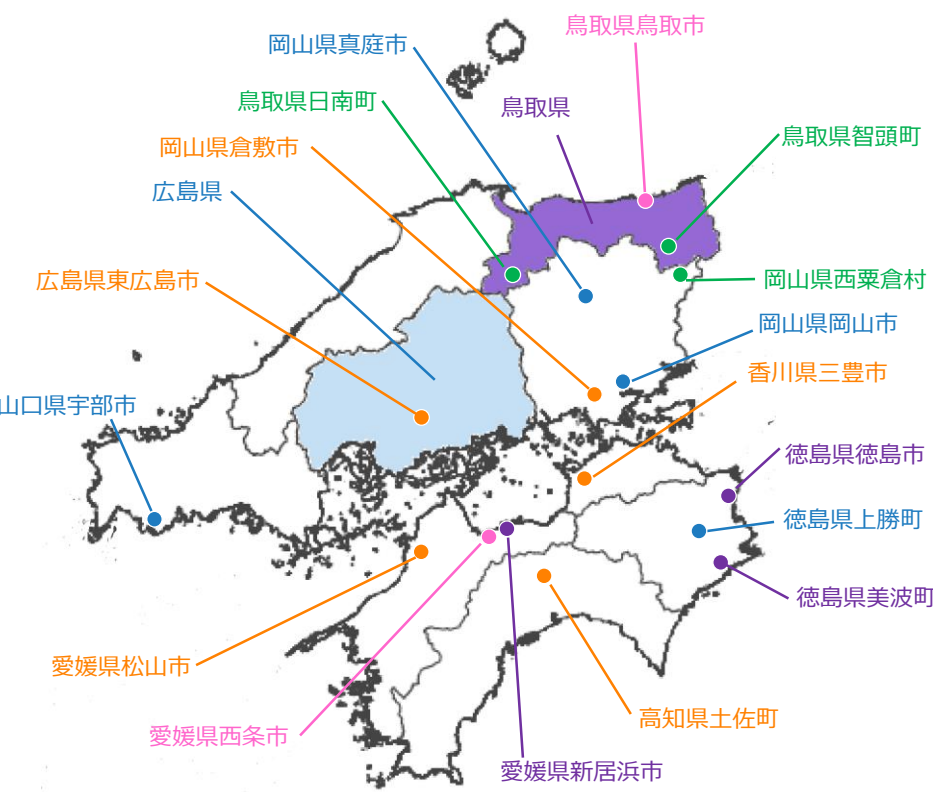 鳥取県鳥取市
岡山県真庭市
鳥取県日南町
鳥取県
鳥取県智頭町
岡山県倉敷市
広島県
広島県東広島市
岡山県西粟倉村
岡山県岡山市
香川県三豊市
山口県宇部市
徳島県徳島市
徳島県上勝町
徳島県美波町
愛媛県松山市
高知県土佐町
愛媛県西条市
愛媛県新居浜市